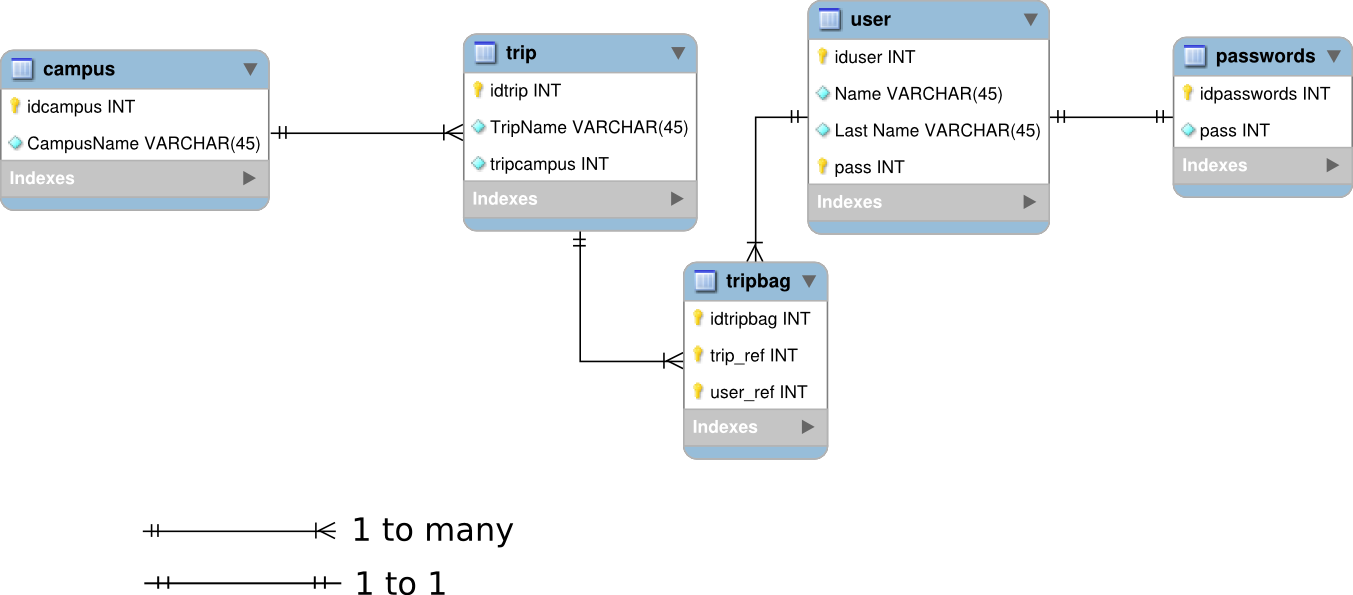 campus
idcampus INT
CampusName VARCHAR(45)
Indexes
trip
idtrip INT
TripName VARCHAR(45)
tripcampus INT
Indexes
user
iduser INT
Name VARCHAR(45)
Last Name VARCHAR(45)
pass INT
Indexes
passwords
idpasswords INT
pass INT
Indexes
tripbag
idtripbag INT
trip_ref INT
user_ref INT
Indexes
1 to many
1 to 1